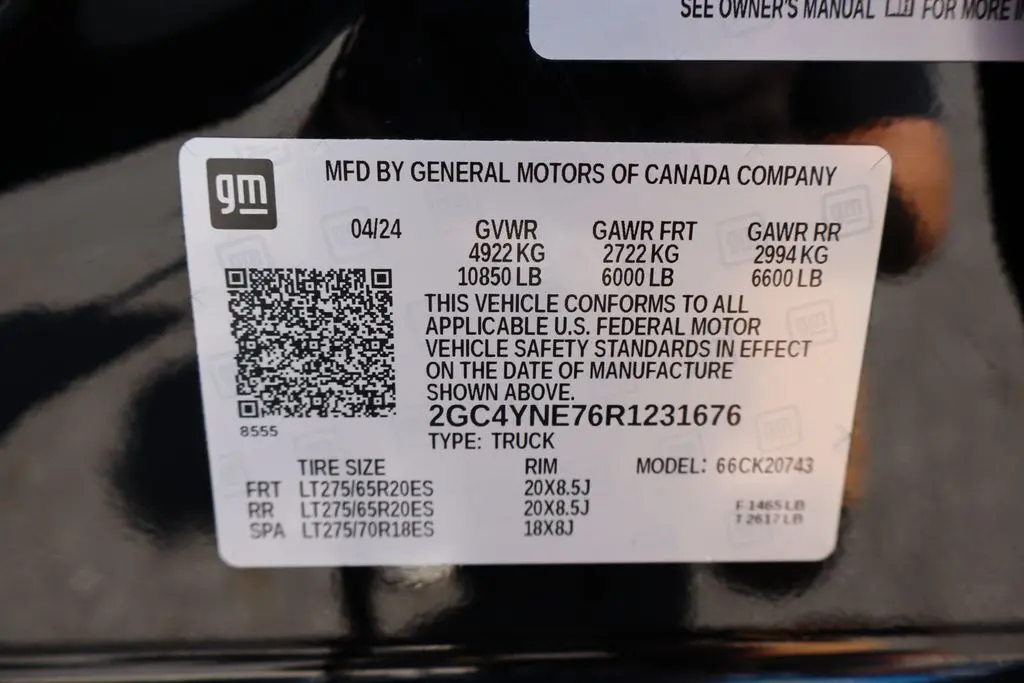 SEE OWNER'S MANUAL FOR MORE
gm
MFD BY GENERAL MOTORS OF CANADA COMPANY
04/24 GVWR GAWR FRT GAWR RR
4922 KG 2722 KG 2994 KG
10850 LB 6000 LB 6600 LB
THIS VEHICLE CONFORMS TO ALL
APPLICABLE U.S. FEDERAL MOTOR
VEHICLE SAFETY STANDARDS IN EFFECT
ON THE DATE OF MANUFACTURE
SHOWN ABOVE.
2GC4YNE76R1231676
8555
TYPE: TRUCK
TIRE SIZE RIM MODEL: 66CK20743
FRT LT275/65R20ES 20X8.5J
RR LT275/65R20ES 20X8.5J
SPA LT275/70R18ES 18X8J
F 1465 LB
T 2617 LB